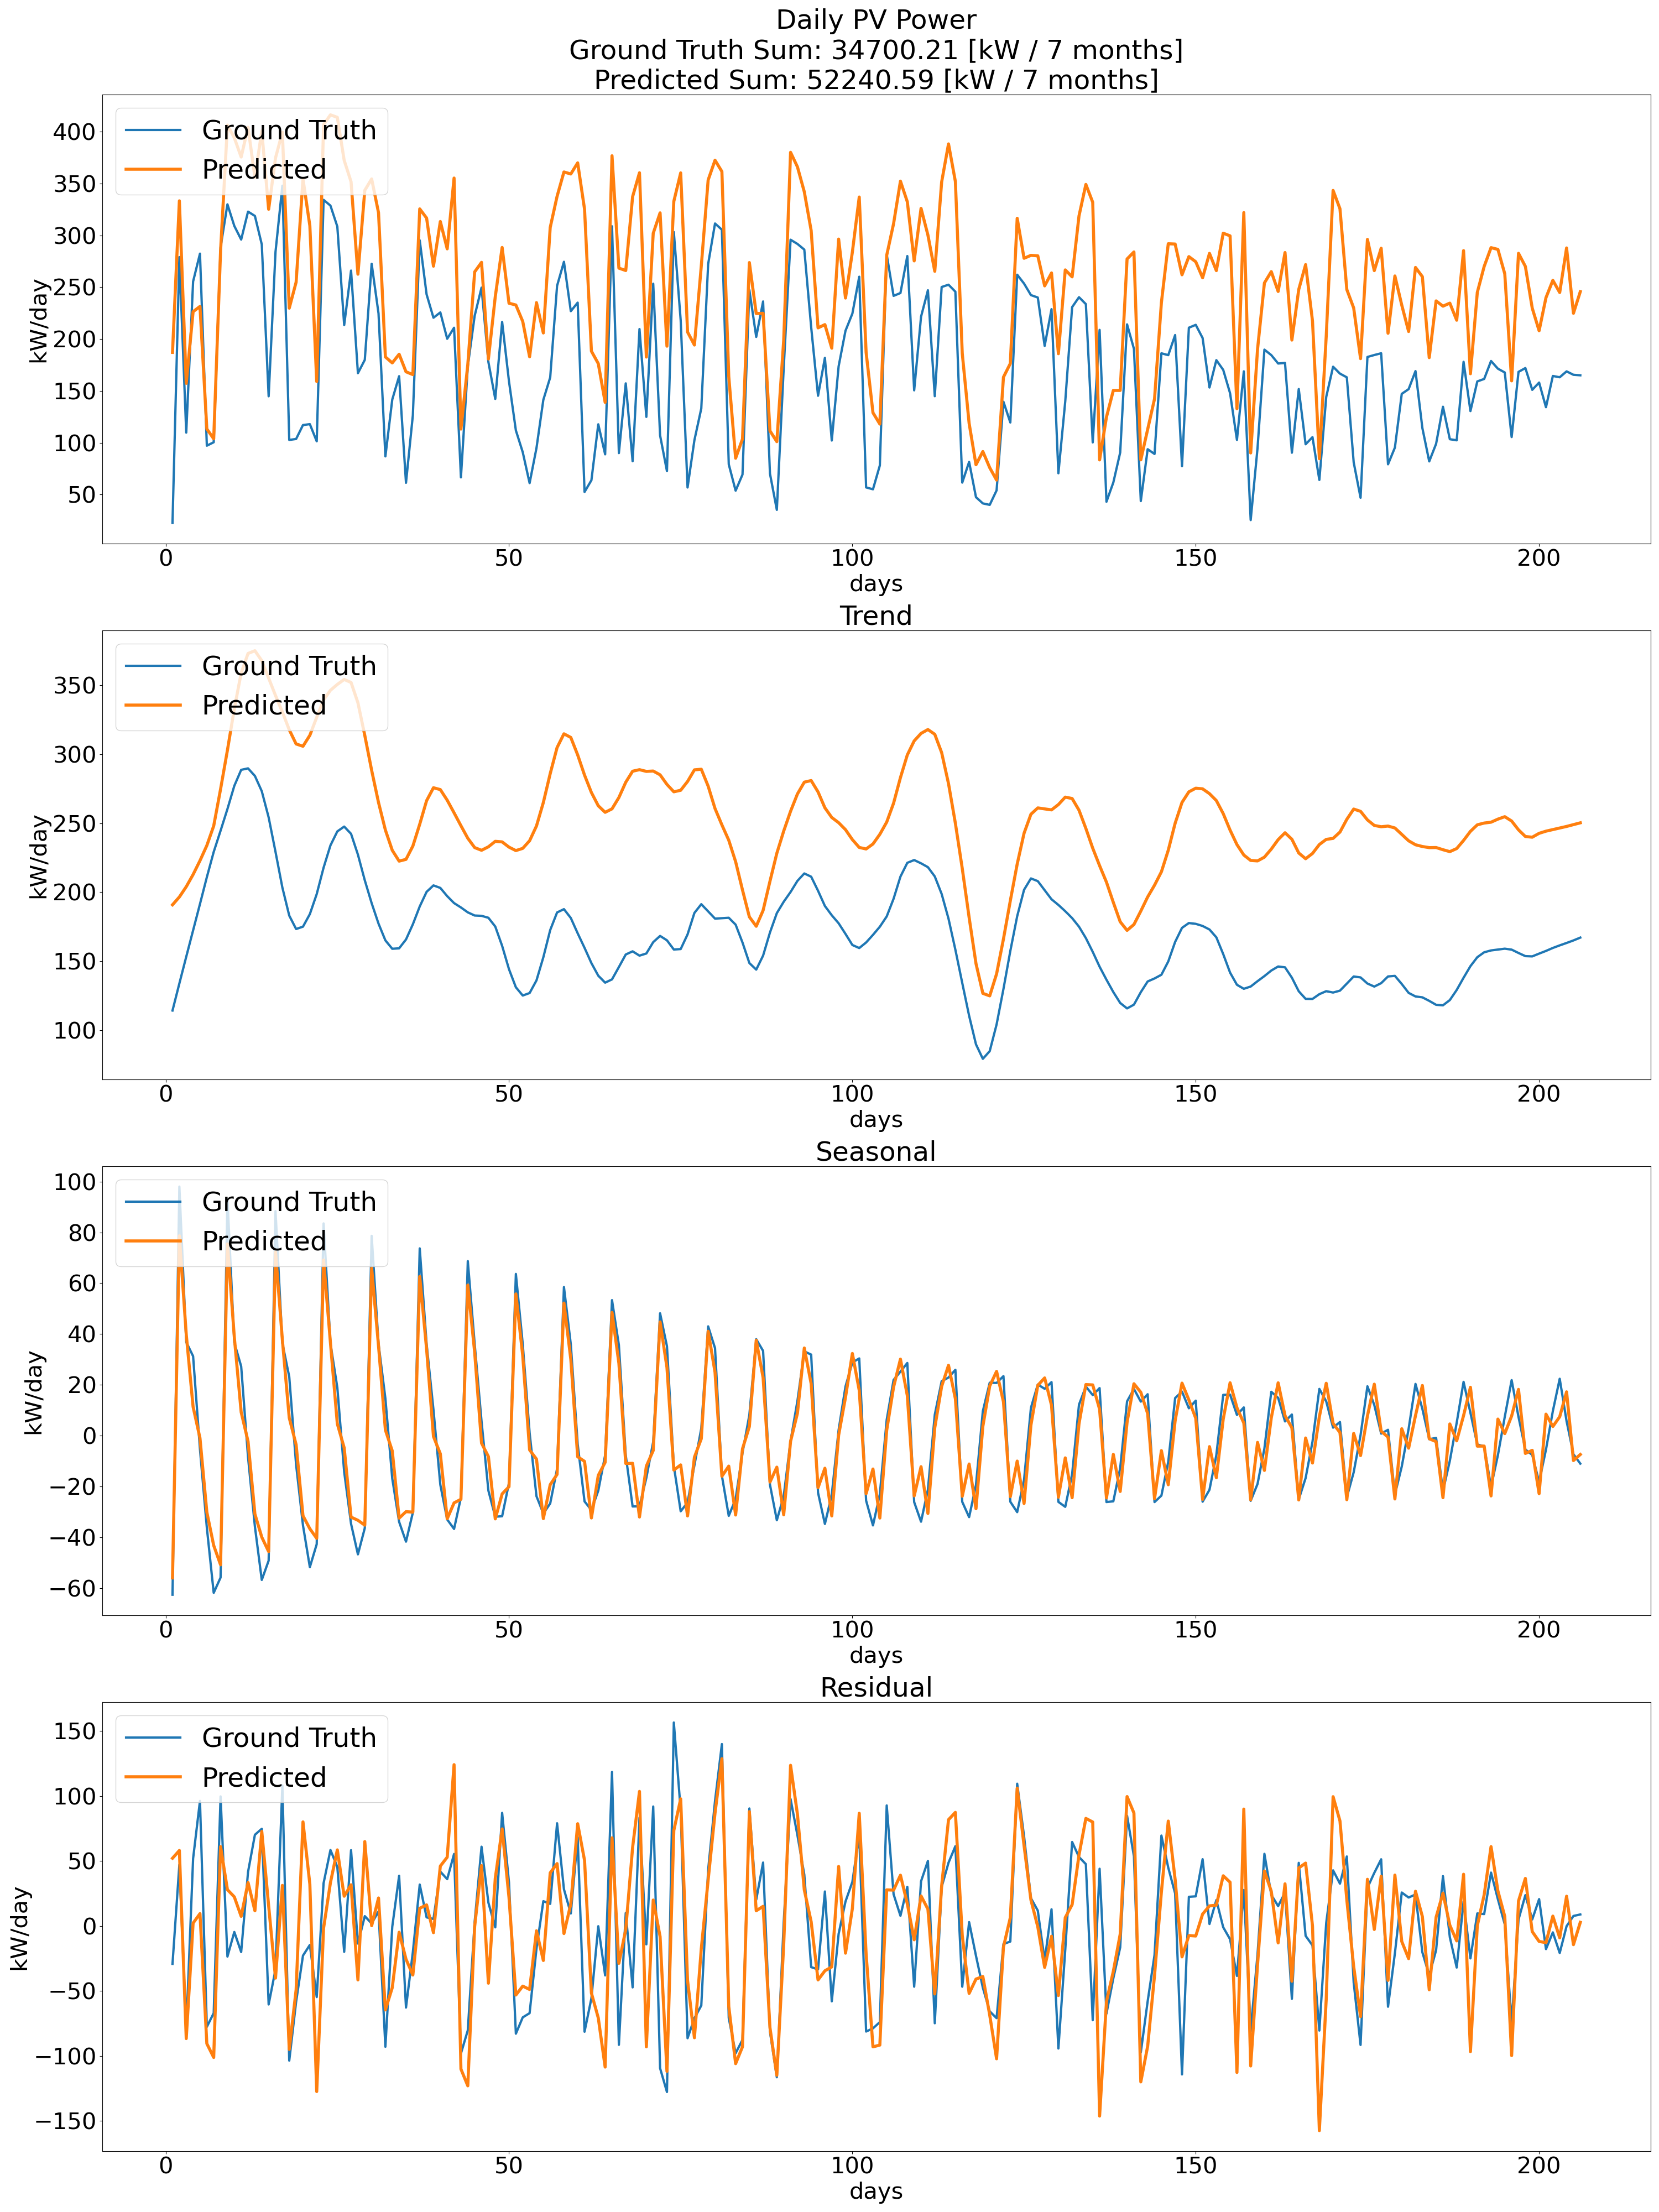 Daily PV Power
Ground Truth Sum: 34700.21 [kW / 7 months]
Predicted Sum: 52240.59 [kW / 7 months]
Ground Truth
Predicted
400
350
300
250
200
150
100
50
kW/day
0 50 100 150 200
days
Trend
Ground Truth
Predicted
350
300
250
200
150
100
kW/day
0 50 100 150 200
days
Seasonal
Ground Truth
Predicted
100
80
60
40
20
0
−20
−40
−60
kW/day
0 50 100 150 200
days
Residual
Ground Truth
Predicted
150
100
50
0
−50
−100
−150
kW/day
0 50 100 150 200
days